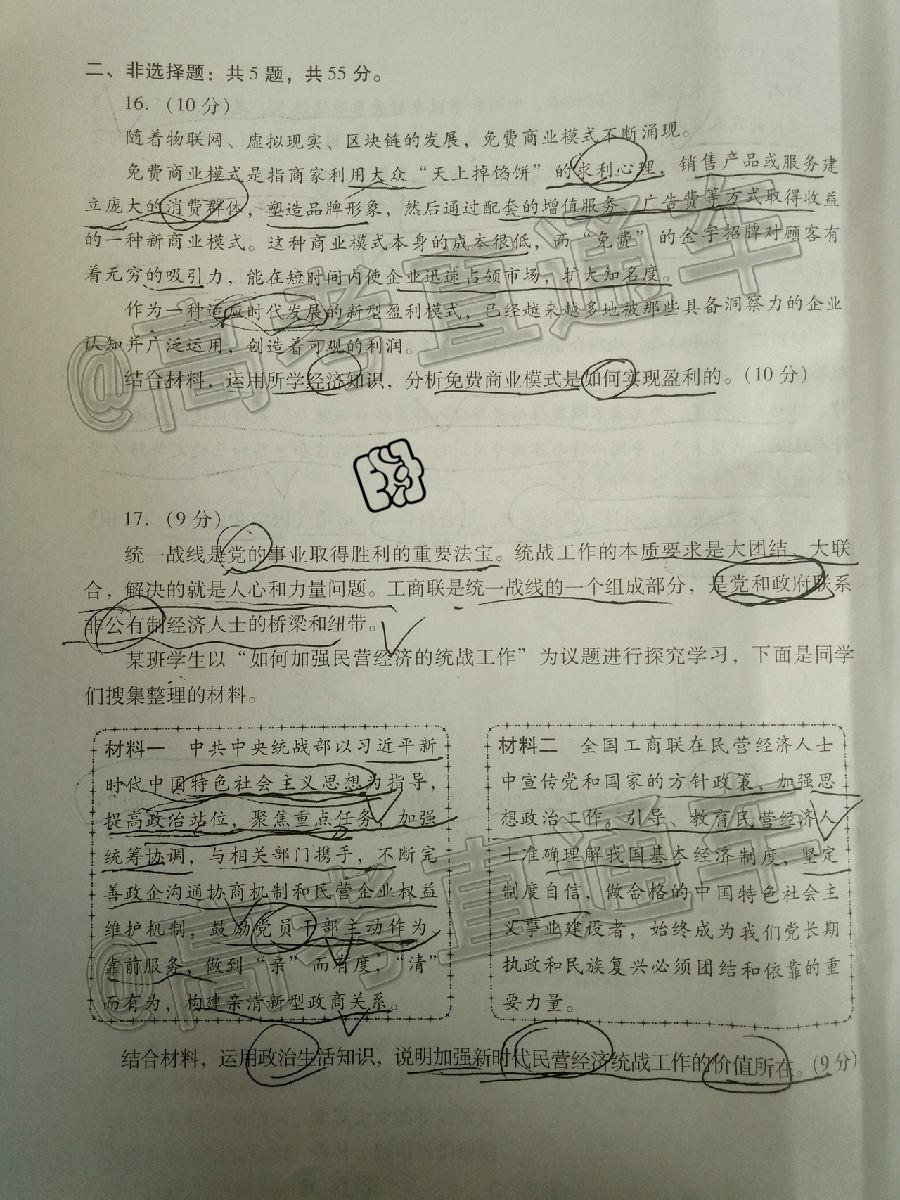 二、非选择题：共5题，共55分。
16.（10分）
随着物联网、虚拟现实、区块链的发展，免费商业模式不断涌现。
免费商业模式是指商家利用大众“天上掉馅饼”的求利心理，销售产品或服务建
立庞大的消费群体，塑造品牌形象，然后通过配套的增值服务、广告费等方式取得收益
的一种新商业模式。这种商业模式本身的成本很低，而“免费”的金字招牌对顾客有
着无穷的吸引力，能在短时间内使企业迅速占领市场，扩大知名度。
作为一种适应时代发展的新型盈利模式，已经越来越多地被那些具备洞察力的企业
认知并广泛运用，创造着可观的利润。
结合材料，运用所学经济知识，分析免费商业模式是如何实现盈利的。（10分）
17.（9分）
统一战线是党的事业取得胜利的重要法宝。统战工作的本质要求是大团结、大联
合，解决的就是人心和力量问题。工商联是统一战线的一个组成部分，是党和政府联系
非公有制经济人士的桥梁和纽带。
某班学生以“如何加强民营经济的统战工作”为议题进行探究学习，下面是同学
们搜集整理的材料。
材料一 中共中央统战部以习近平新
时代中国特色社会主义思想为指导，
提高政治站位，聚焦重点任务，加强
统筹协调，与相关部门携手，不断完
善政企沟通协商机制和民营企业权益
维护机制，鼓励党员干部主动作为
靠前服务，做到“亲”而有度，“清”
而有为，构建亲清新型政商关系。
材料二 全国工商联在民营经济人士
中宣传党和国家的方针政策，加强思
想政治工作，引导、教育民营经济人
士准确理解我国基本经济制度，坚定
制度自信，做合格的中国特色社会主
义事业建设者，始终成为我们党长期
执政和民族复兴必须团结和依靠的重
要力量。
结合材料，运用政治生活知识，说明加强新时代民营经济统战工作的价值所在。（9分）
@高考直通车
@高考直通车